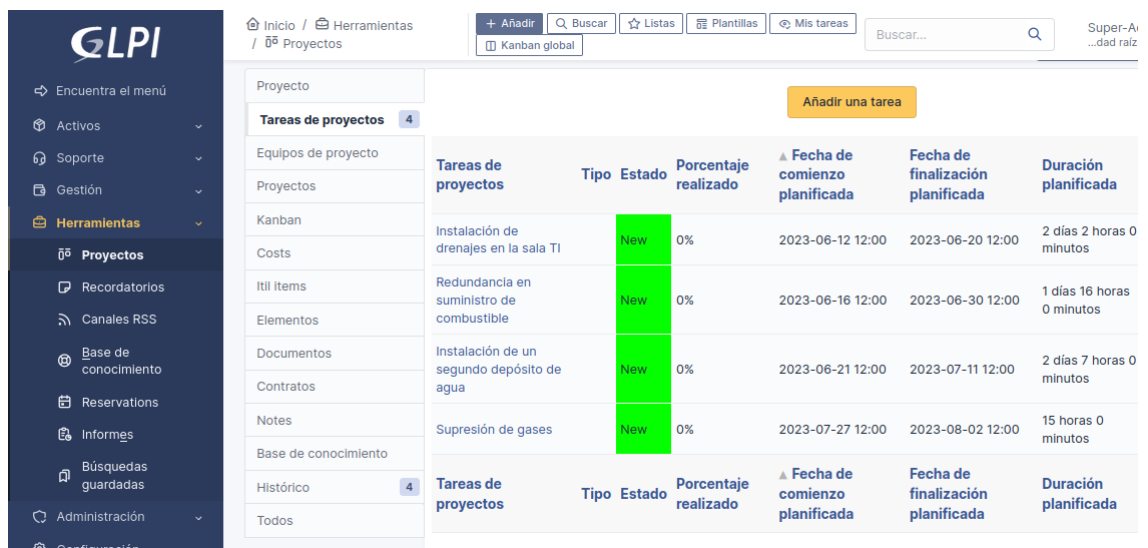 GLPI
Encuentra el menú
Activos
Soporte
Gestión
Herramientas
Proyectos
Recordatorios
Canales RSS
Base de
conocimiento
Reservations
Informes
Búsquedas
guardadas
Administración
Configuración
Inicio / Herramientas
/ Proyectos
+ Añadir Buscar Listas Plantillas Mis tareas
Kanban global
Buscar...
Super-Ad
...dad raíz
Proyecto
Tareas de proyectos 4
Equipos de proyecto
Proyectos
Kanban
Costs
Itil items
Elementos
Documentos
Contratos
Notes
Base de conocimiento
Histórico 4
Todos
Añadir una tarea
Tareas de
proyectos
Tipo
Estado
Porcentaje
realizado
Fecha de
comienzo
planificada
Fecha de
finalización
planificada
Duración
planificada
Instalación de
drenajes en la sala TI
New
0%
2023-06-12 12:00
2023-06-20 12:00
2 días 2 horas 0
minutos
Redundancia en
suministro de
combustible
New
0%
2023-06-16 12:00
2023-06-30 12:00
1 días 16 horas
0 minutos
Instalación de un
segundo depósito de
agua
New
0%
2023-06-21 12:00
2023-07-11 12:00
2 días 7 horas 0
minutos
Supresión de gases
New
0%
2023-07-27 12:00
2023-08-02 12:00
15 horas 0
minutos
Tareas de
proyectos
Tipo
Estado
Porcentaje
realizado
Fecha de
comienzo
planificada
Fecha de
finalización
planificada
Duración
planificada